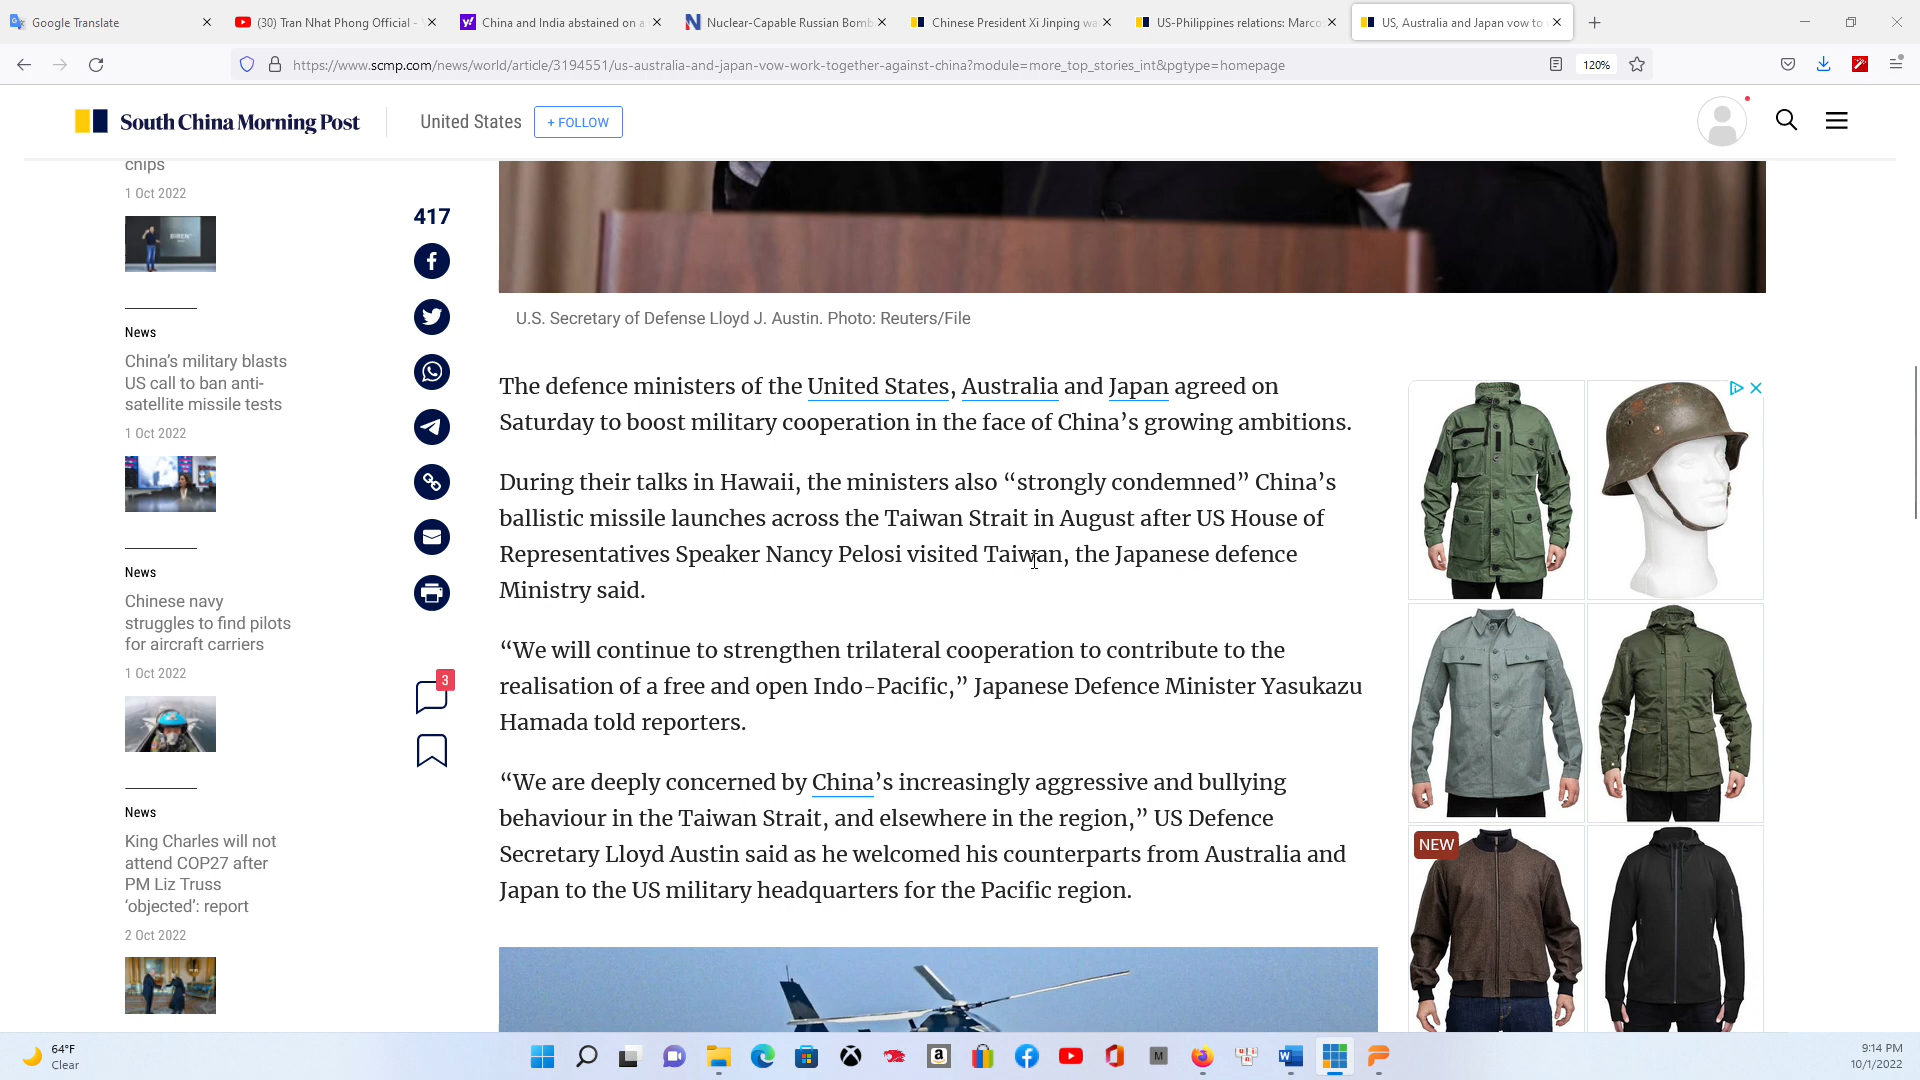 Google Translate
(30) Tran Nhat Phong Official -
China and India abstained on a
Nuclear-Capable Russian Bomb
Chinese President Xi Jinping wa
US-Philippines relations: Marco
US, Australia and Japan vow to
https://www.scmp.com/news/world/article/3194551/us-australia-and-japan-vow-work-together-against-china?module=more_top_stories_int&pgtype=homepage
120%
South China Morning Post
United States
+ FOLLOW
chips
1 Oct 2022
News
China’s military blasts
US call to ban anti-
satellite missile tests
1 Oct 2022
News
Chinese navy
struggles to find pilots
for aircraft carriers
1 Oct 2022
News
King Charles will not
attend COP27 after
PM Liz Truss
‘objected’: report
2 Oct 2022
417
3
U.S. Secretary of Defense Lloyd J. Austin. Photo: Reuters/File
The defence ministers of the United States, Australia and Japan agreed on
Saturday to boost military cooperation in the face of China’s growing ambitions.
During their talks in Hawaii, the ministers also “strongly condemned” China’s
ballistic missile launches across the Taiwan Strait in August after US House of
Representatives Speaker Nancy Pelosi visited Taiwan, the Japanese defence
Ministry said.
“We will continue to strengthen trilateral cooperation to contribute to the
realisation of a free and open Indo-Pacific,” Japanese Defence Minister Yasukazu
Hamada told reporters.
“We are deeply concerned by China’s increasingly aggressive and bullying
behaviour in the Taiwan Strait, and elsewhere in the region,” US Defence
Secretary Lloyd Austin said as he welcomed his counterparts from Australia and
Japan to the US military headquarters for the Pacific region.
NEW
64°F
Clear
9:14 PM
10/1/2022